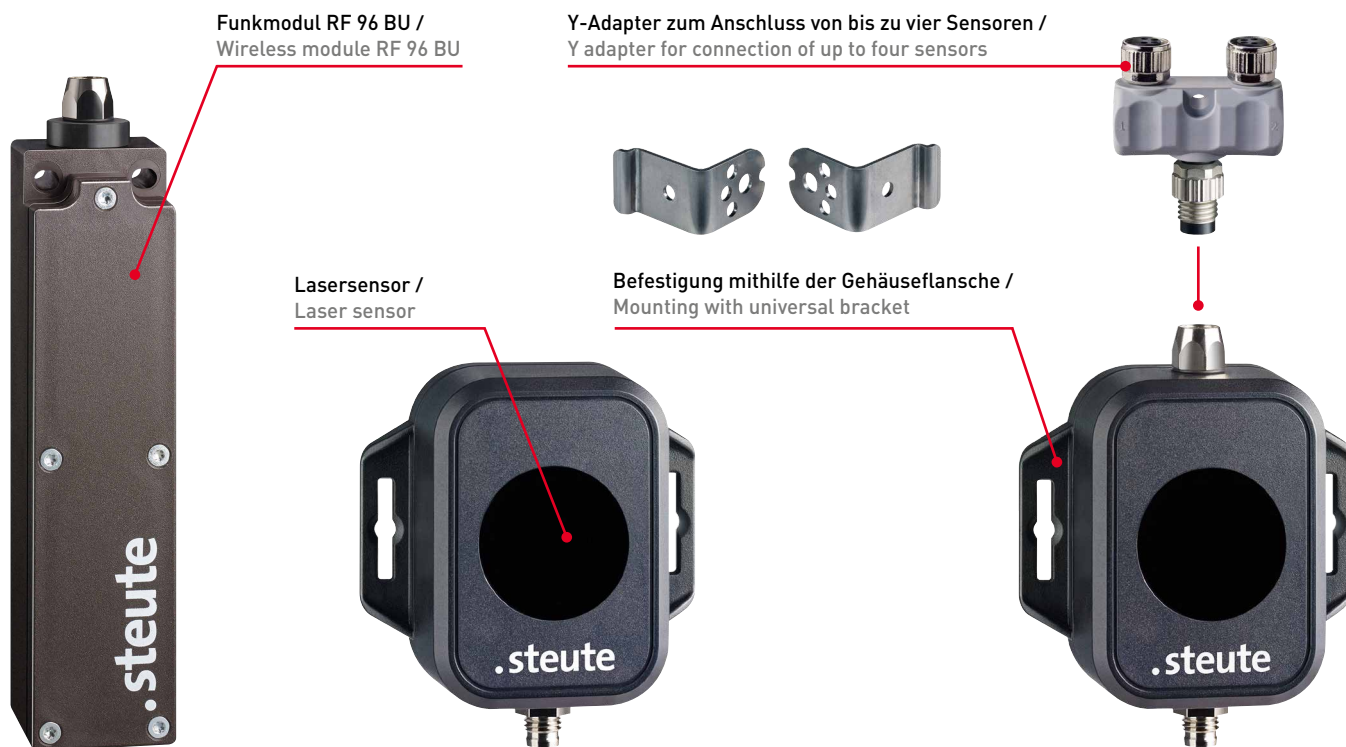 Funkmodul RF 96 BU /
Wireless module RF 96 BU
Y-Adapter zum Anschluss von bis zu vier Sensoren /
Y adapter for connection of up to four sensors
Lasersensor /
Laser sensor
Befestigung mithilfe der Gehäuseflansche /
Mounting with universal bracket
.steute
.steute
.steute